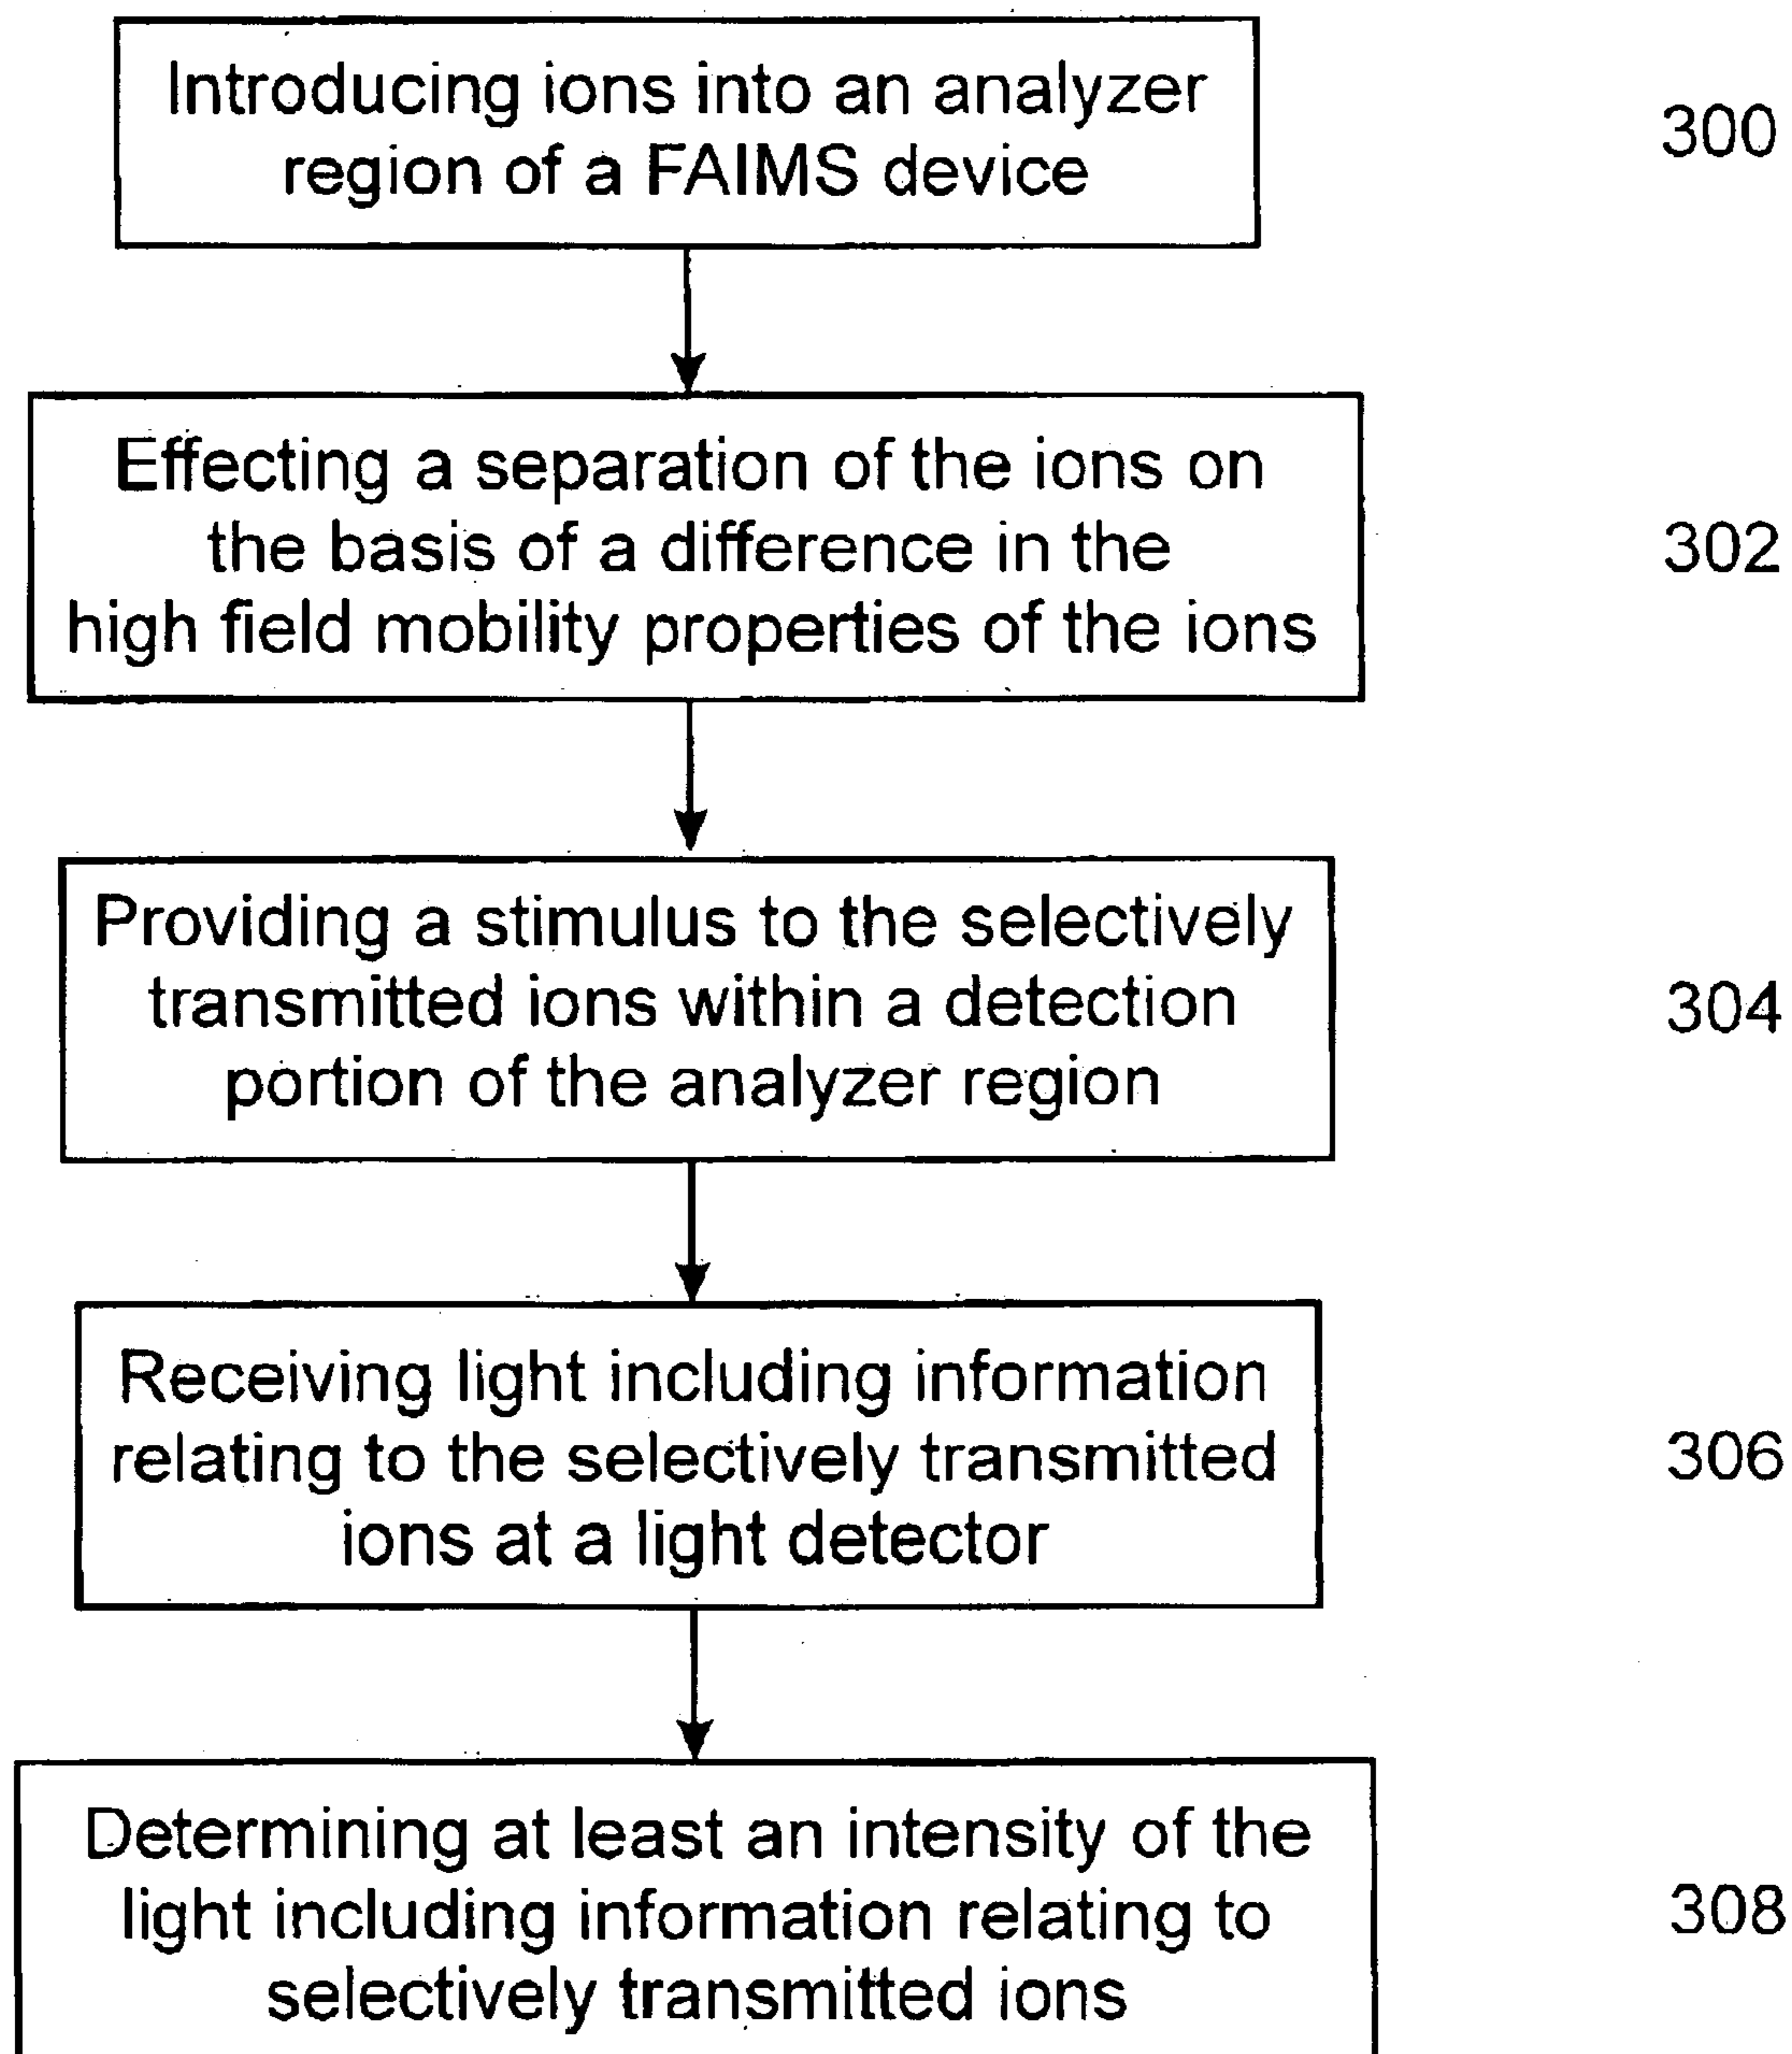 Introducing ions into an analyzer
region of a FAIMS device
300
Effecting a separation of the ions on
the basis of a difference in the
high field mobility properties of the ions
302
Providing a stimulus to the selectively
transmitted ions within a detection
portion of the analyzer region
304
Receiving light including information
relating to the selectively transmitted
ions at a light detector
306
Determining at least an intensity of the
light including information relating to
selectively transmitted ions
308